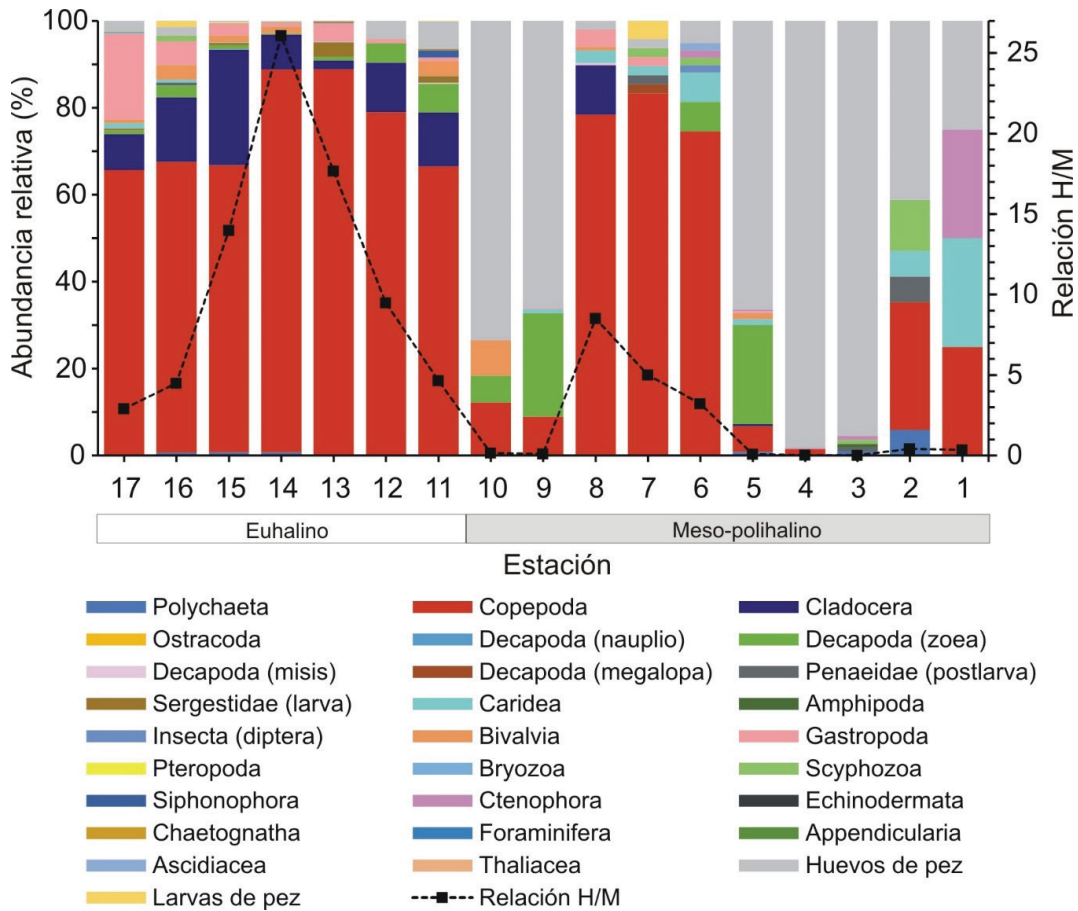 Abundancia relativa (%)
100
80
60
40
20
0
Relación H/M
25
20
15
10
5
0
17 16 15 14 13 12 11 10 9 8 7 6 5 4 3 2 1
Euhalino Meso-polihalino
Estación
Polychaeta Copepoda Cladocera
Ostracoda Decapoda (nauplio) Decapoda (zoea)
Decapoda (misis) Decapoda (megalopa) Penaeidae (postlarva)
Sergestidae (larva) Caridea Amphipoda
Insecta (diptera) Bivalvia Gastropoda
Pteropoda Bryozoa Scyphozoa
Siphonophora Ctenophora Echinodermata
Chaetognatha Foraminifera Appendicularia
Ascidiacea Thaliacea Huevos de pez
Larvas de pez Relación H/M